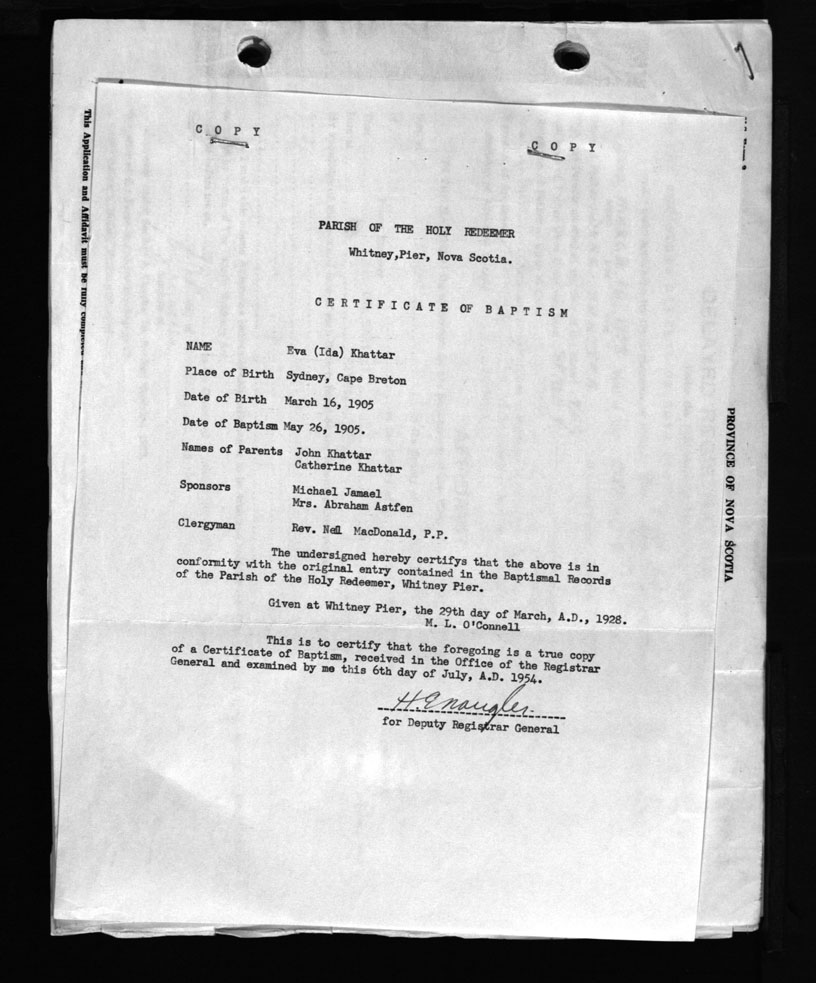 C O P Y
C O P Y
PARISH OF THE HOLY REDEEMER
Whitney,Pier, Nova Scotia.
C E R T I F I C A T E OF B A P T I S M
NAME Eva (Ida) Khattar
Place of Birth Sydney, Cape Breton
Date of Birth March 16, 1905
Date of Baptism May 26, 1905.
Names of Parents John Khattar
Catherine Khattar
Sponsors Michael Jamael
Mrs. Abraham Astfen
Clergyman Rev. Neil MacDonald, P.P.
The undersigned hereby certifys that the above is in
conformity with the original entry contained in the Baptismal Records
of the Parish of the Holy Redeemer, Whitney Pier.
Given at Whitney Pier, the 29th day of March, A.D., 1928.
M. L. O'Connell
This is to certify that the foregoing is a true copy
of a Certificate of Baptism, received in the Office of the Registrar
General and examined by me this 6th day of July, A.D. 1954.
H.E. Naugler
for Deputy Registrar General
This Application and Affidavit must be fully completed
PROVINCE OF NOVA SCOTIA